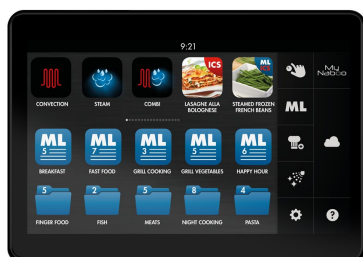 9:21
ICS
ML
ICS
CONVECTION
STEAM
COMBI
LASAGNE ALLA
BOLOGNESE
STEAMED FROZEN
FRENCH BEANS
My
Naboo
ML
ML ML ML ML ML
5 7 3 5 6
BREAKFAST
FAST FOOD
GRILL COOKING
GRILL VEGETABLES
HAPPY HOUR
5 2 5 8 4
FINGER FOOD
FISH
MEATS
NIGHT COOKING
PASTA
?